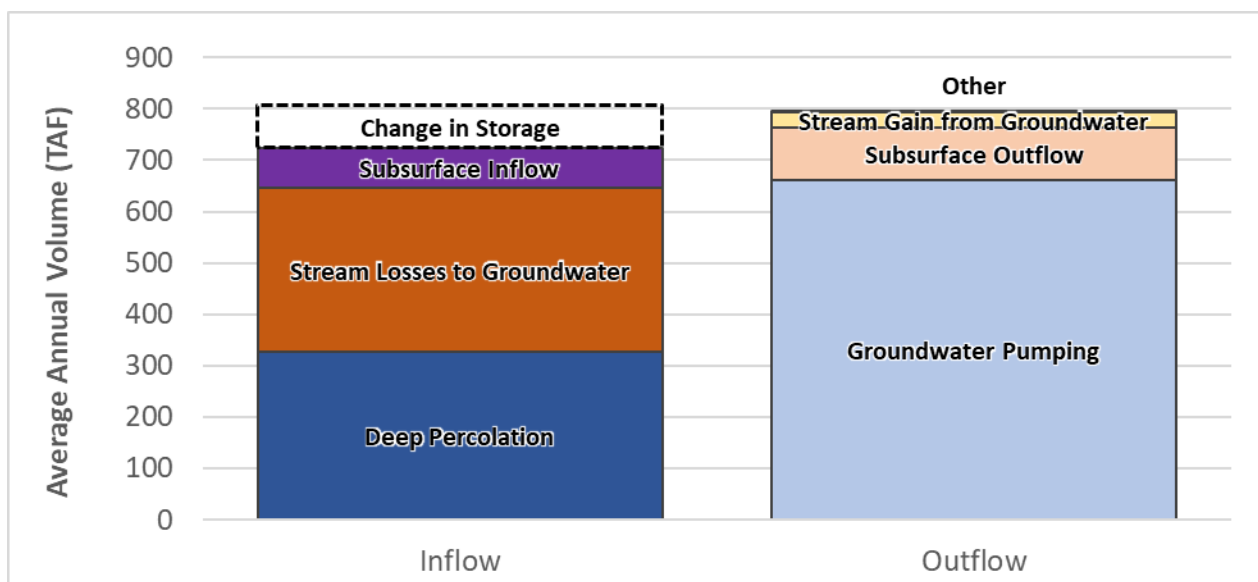 Average Annual Volume (TAF)
900
800
700
600
500
400
300
200
100
0
Change in Storage
Subsurface Inflow
Stream Losses to Groundwater
Deep Percolation
Other
Stream Gain from Groundwater
Subsurface Outflow
Groundwater Pumping
Inflow
Outflow